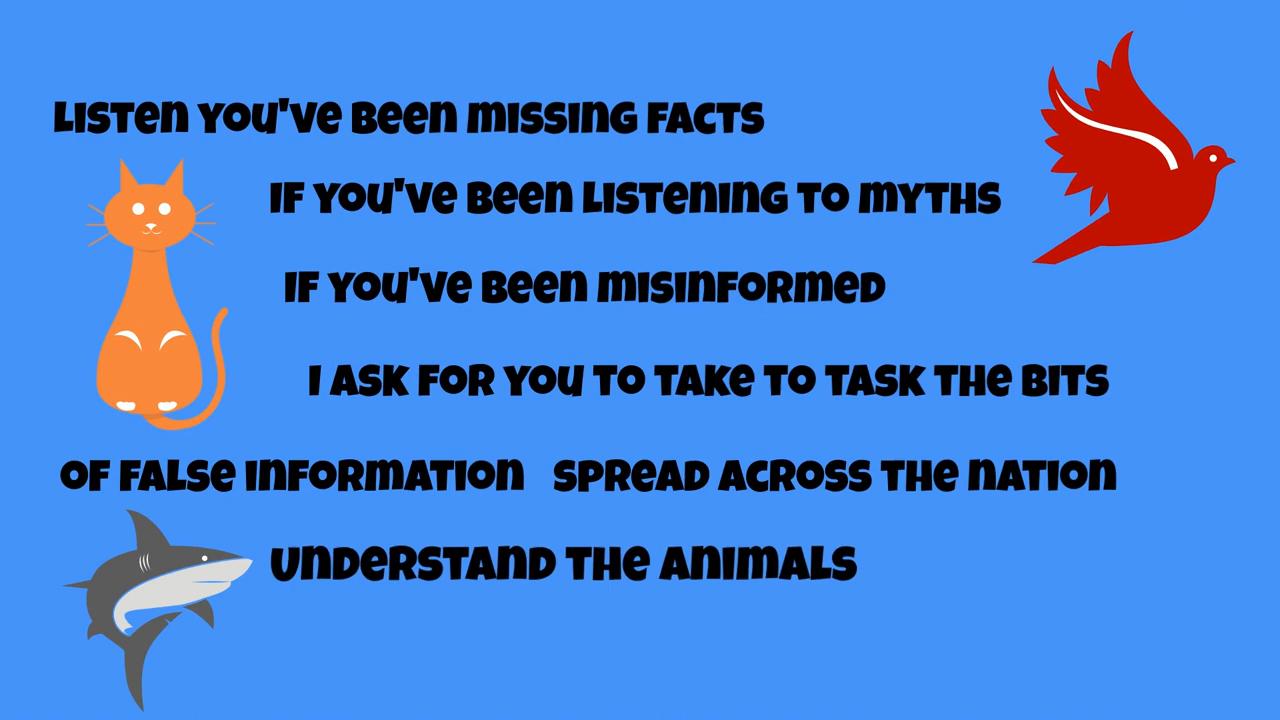 Listen you've been missing facts
If you've been listening to myths
If you've been misinformed
I ask for you to take to task the bits
of false information spread across the nation
Understand the animals